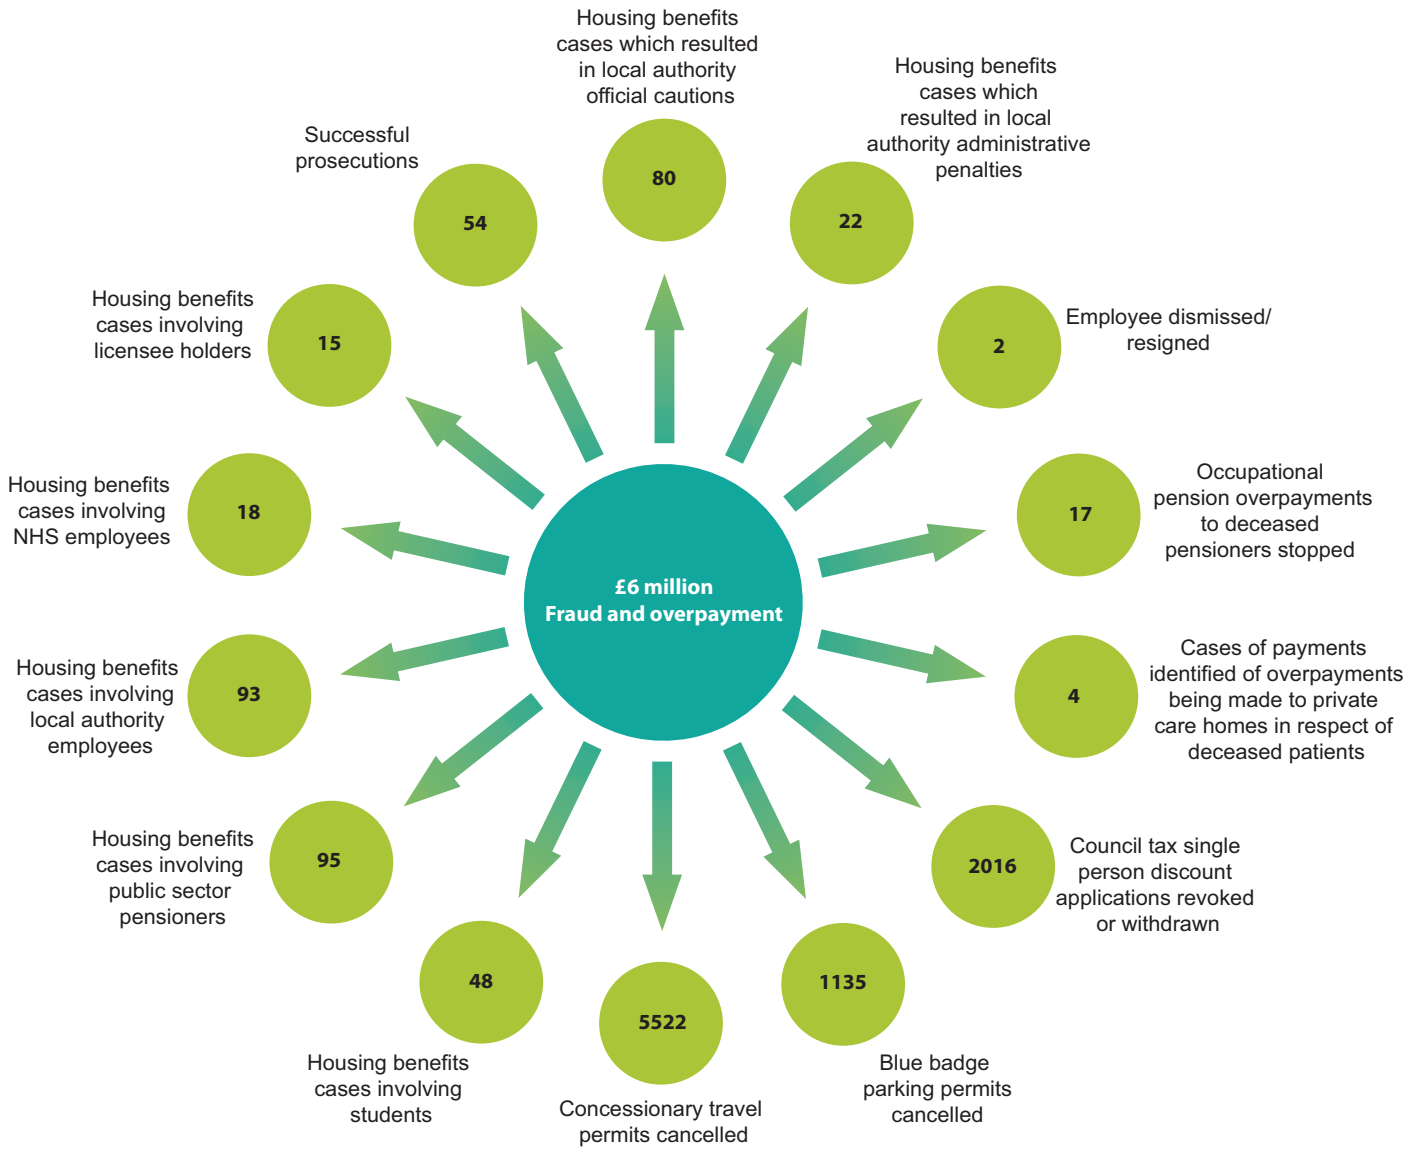 Housing benefits
cases which resulted
in local authority
official cautions
80
Housing benefits
cases which
resulted in local
authority administrative
penalties
22
Employee dismissed/
resigned
2
Occupational
pension overpayments
to deceased
pensioners stopped
17
Cases of payments
identified of overpayments
being made to private
care homes in respect of
deceased patients
4
Council tax single
person discount
applications revoked
or withdrawn
2016
Blue badge
parking permits
cancelled
1135
Concessionary travel
permits cancelled
5522
Housing benefits
cases involving
students
48
Housing benefits
cases involving
public sector
pensioners
95
Housing benefits
cases involving
local authority
employees
93
Housing benefits
cases involving
NHS employees
18
Housing benefits
cases involving
licensee holders
15
Successful
prosecutions
54
£6 million
Fraud and overpayment